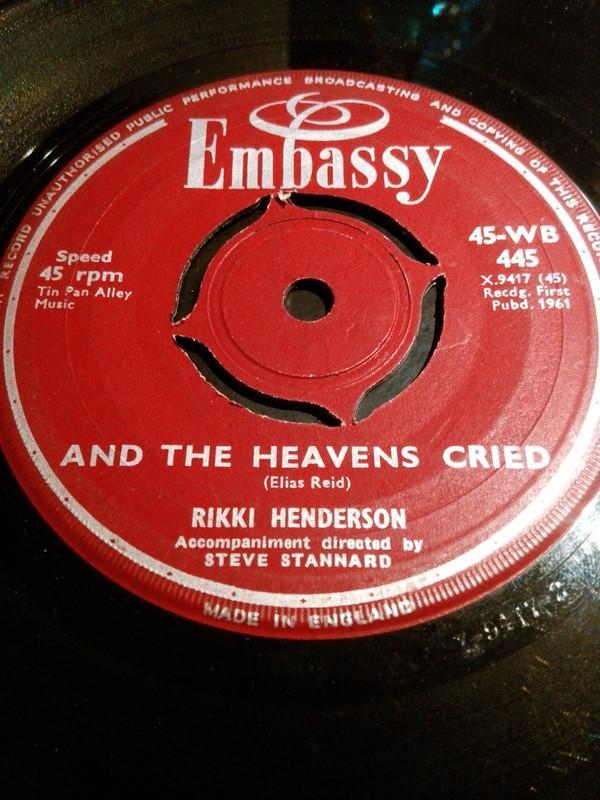 RECORD UNAUTHORISED PUBLIC PERFORMANCE BROADCASTING AND COPYING OF THIS RECO
Embassy
Speed
45 rpm
Tin Pan Alley
Music
45-WB
445
X.9417 (45)
Recdg. First
Pubd. 1961
AND THE HEAVENS CRIED
(Elias Reid)
RIKKI HENDERSON
Accompaniment directed by
STEVE STANNARD
MADE IN ENGLAND